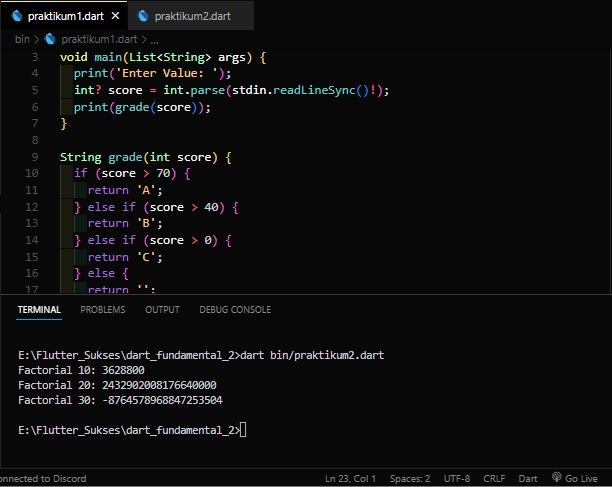 praktikum1.dart × praktikum2.dart
bin > praktikum1.dart > ...
3 void main(List<String> args) {
4 print('Enter Value: ');
5 int? score = int.parse(stdin.readLineSync()!);
6 print(grade(score));
7 }
8
9 String grade(int score) {
10 if (score > 70) {
11 return 'A';
12 } else if (score > 40) {
13 return 'B';
14 } else if (score > 0) {
15 return 'C';
16 } else {
17 return '';
TERMINAL PROBLEMS OUTPUT DEBUG CONSOLE
E:\Flutter_Sukses\dart_fundamental_2>dart bin/praktikum2.dart
Factorial 10: 3628800
Factorial 20: 2432902008176640000
Factorial 30: -8764578968847253504
E:\Flutter_Sukses\dart_fundamental_2>
onnected to Discord Ln 23, Col 1 Spaces: 2 UTF-8 CRLF Dart Go Live